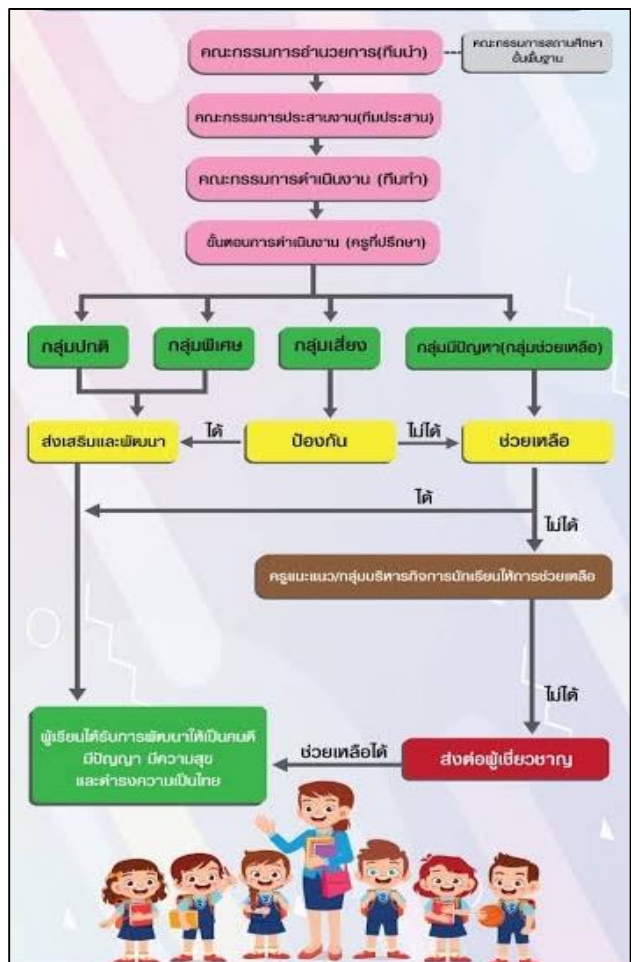 คณะกรรมการอำนวยการ(ทีมนำ)
คณะกรรมการสถานศึกษา
ขั้นพื้นฐาน
คณะกรรมการประสานงาน(ทีมประสาน)
คณะกรรมการดำเนินงาน (ทีมทำ)
ขั้นตอนการดำเนินงาน (ครูที่ปรึกษา)
กลุ่มปกติ
กลุ่มพิเศษ
กลุ่มเสี่ยง
กลุ่มมีปัญหา(กลุ่มช่วยเหลือ)
ส่งเสริมและพัฒนา
ได้
ป้องกัน
ไม่ได้
ช่วยเหลือ
ได้
ไม่ได้
ครูแนะแนว/กลุ่มบริหารกิจการนักเรียนให้การช่วยเหลือ
ไม่ได้
ผู้เรียนได้รับการพัฒนาให้เป็นคนดี
มีปัญญา มีความสุข
และดำรงความเป็นไทย
ช่วยเหลือได้
ส่งต่อผู้เชี่ยวชาญ